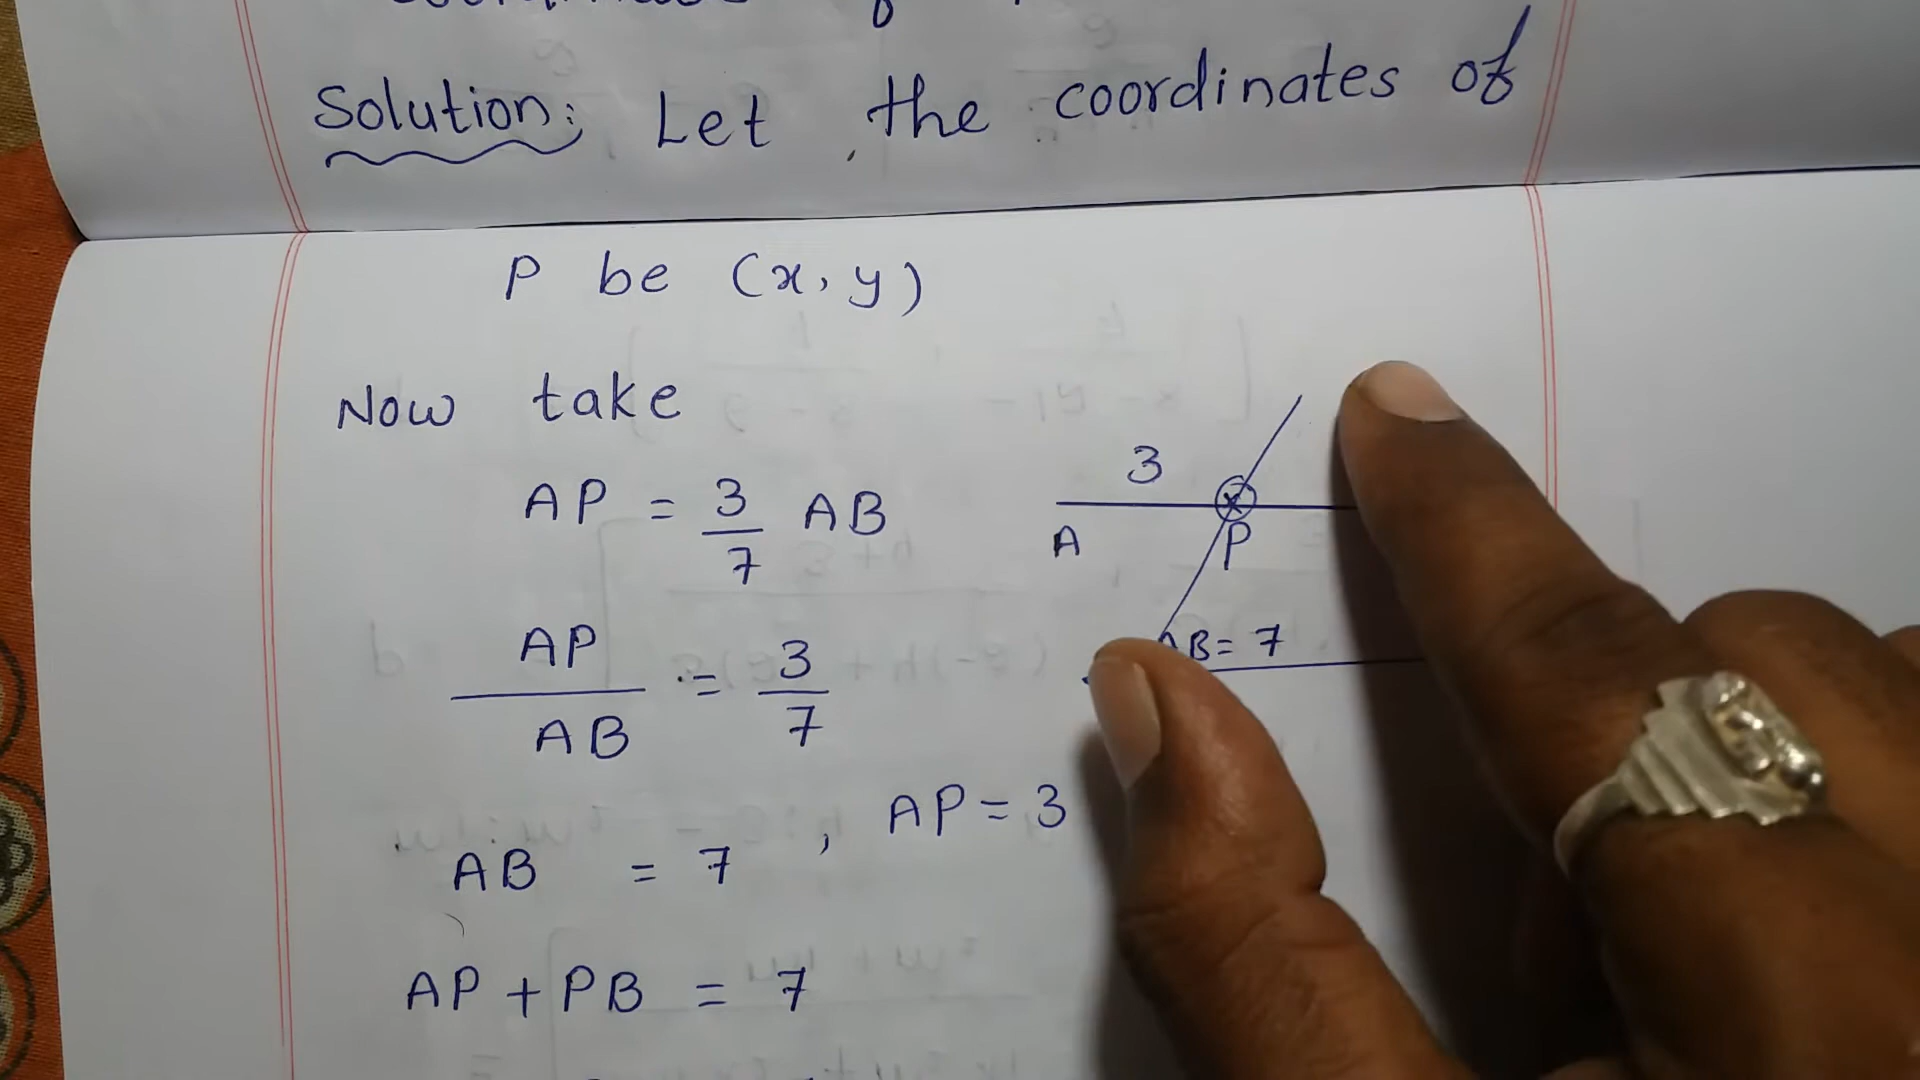 Solution: Let the coordinates of
P be (x, y)
Now take
AP = 3/7 AB
3
A
P
AP/AB = 3/7
AB = 7
AB = 7, AP = 3
AP + PB = 7